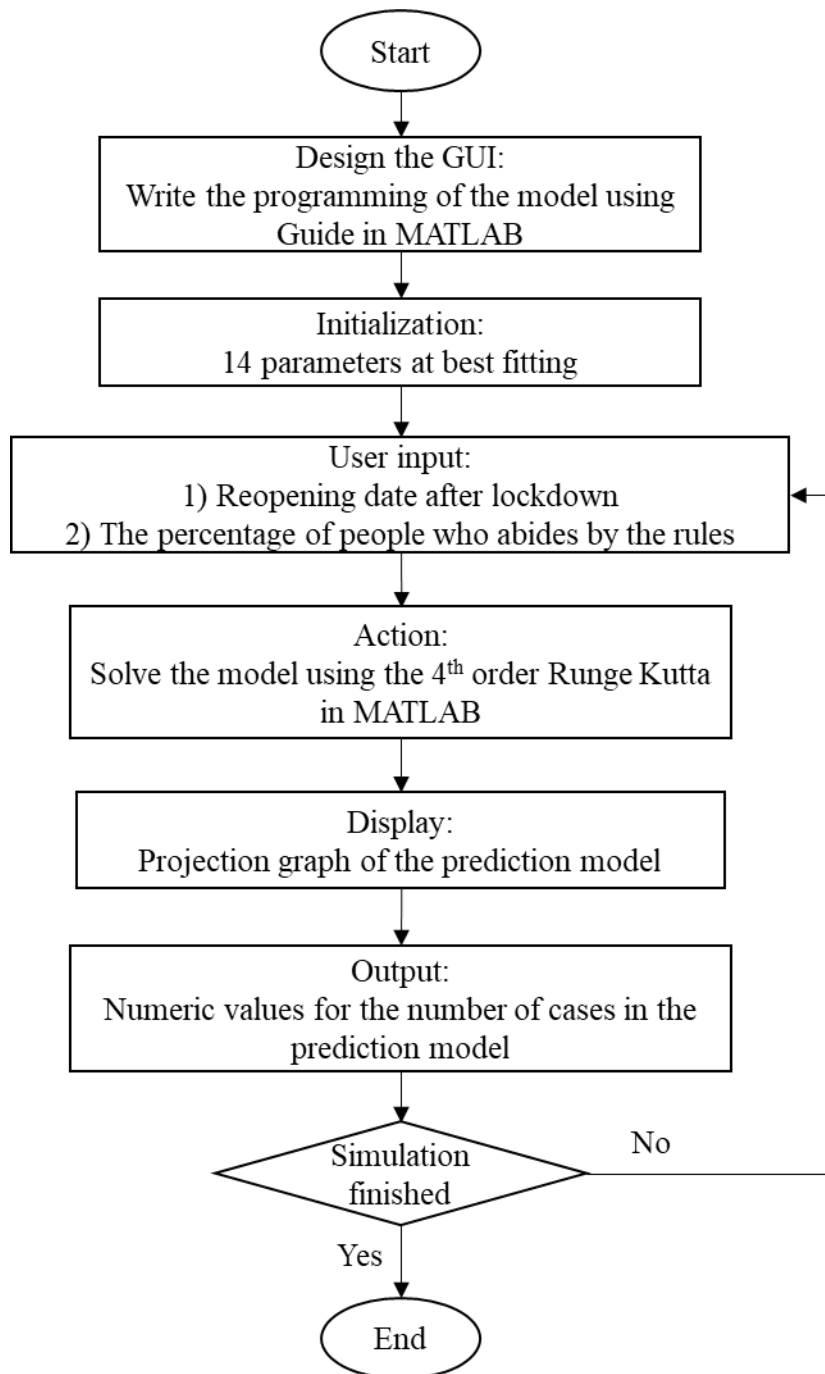 Start
Design the GUI:
Write the programming of the model using
Guide in MATLAB
Initialization:
14 parameters at best fitting
User input:
1) Reopening date after lockdown
2) The percentage of people who abides by the rules
Action:
Solve the model using the 4th order Runge Kutta
in MATLAB
Display:
Projection graph of the prediction model
Output:
Numeric values for the number of cases in the
prediction model
Simulation
finished
No
Yes
End